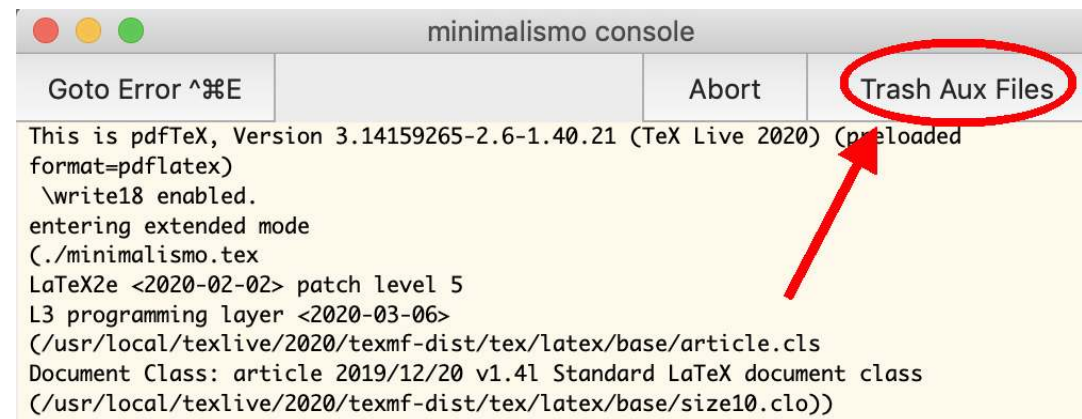 minimalismo console
Goto Error ^⌘E Abort Trash Aux Files
This is pdfTeX, Version 3.14159265-2.6-1.40.21 (TeX Live 2020) (preloaded
format=pdflatex)
 \write18 enabled.
entering extended mode
(./minimalismo.tex
LaTeX2e <2020-02-02> patch level 5
L3 programming layer <2020-03-06>
(/usr/local/texlive/2020/texmf-dist/tex/latex/base/article.cls
Document Class: article 2019/12/20 v1.4l Standard LaTeX document class
(/usr/local/texlive/2020/texmf-dist/tex/latex/base/size10.clo))